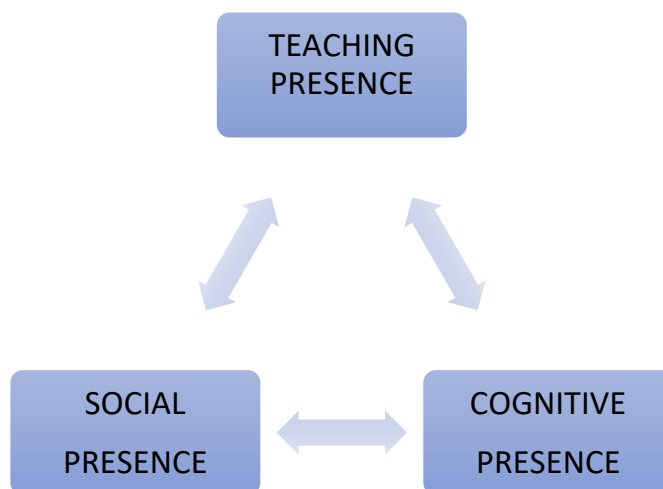 TEACHING
PRESENCE
SOCIAL
PRESENCE
COGNITIVE
PRESENCE